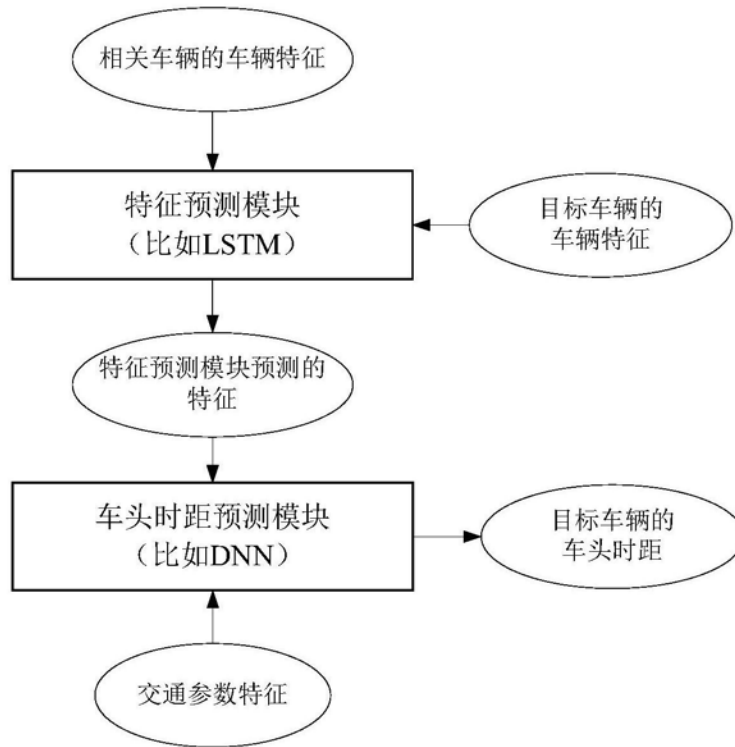 相关车辆的车辆特征
特征预测模块
（比如LSTM）
目标车辆的
车辆特征
特征预测模块预测的
特征
车头时距预测模块
（比如DNN）
目标车辆的
车头时距
交通参数特征